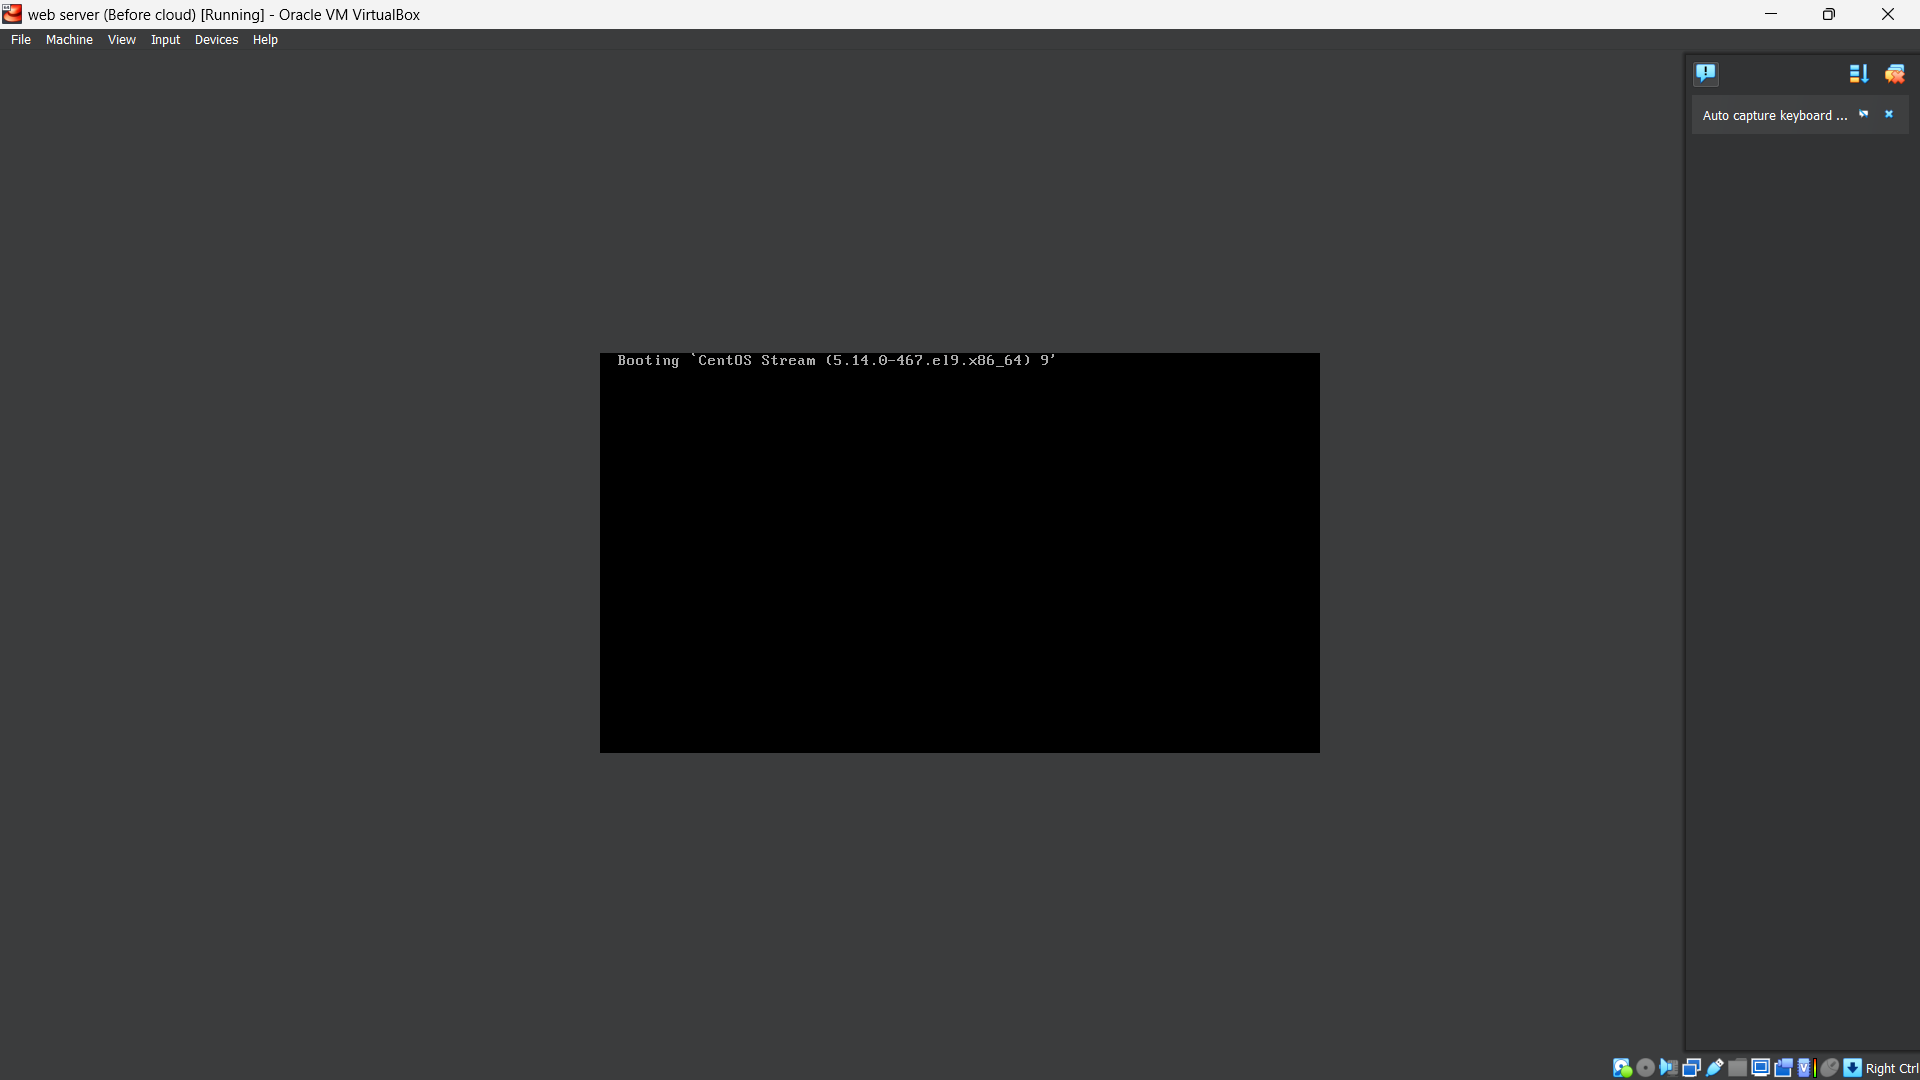 web server (Before cloud) [Running] - Oracle VM VirtualBox
File Machine View Input Devices Help
Auto capture keyboard ...
Booting `CentOS Stream (5.14.0-467.el9.x86_64) 9'
Right Ctrl